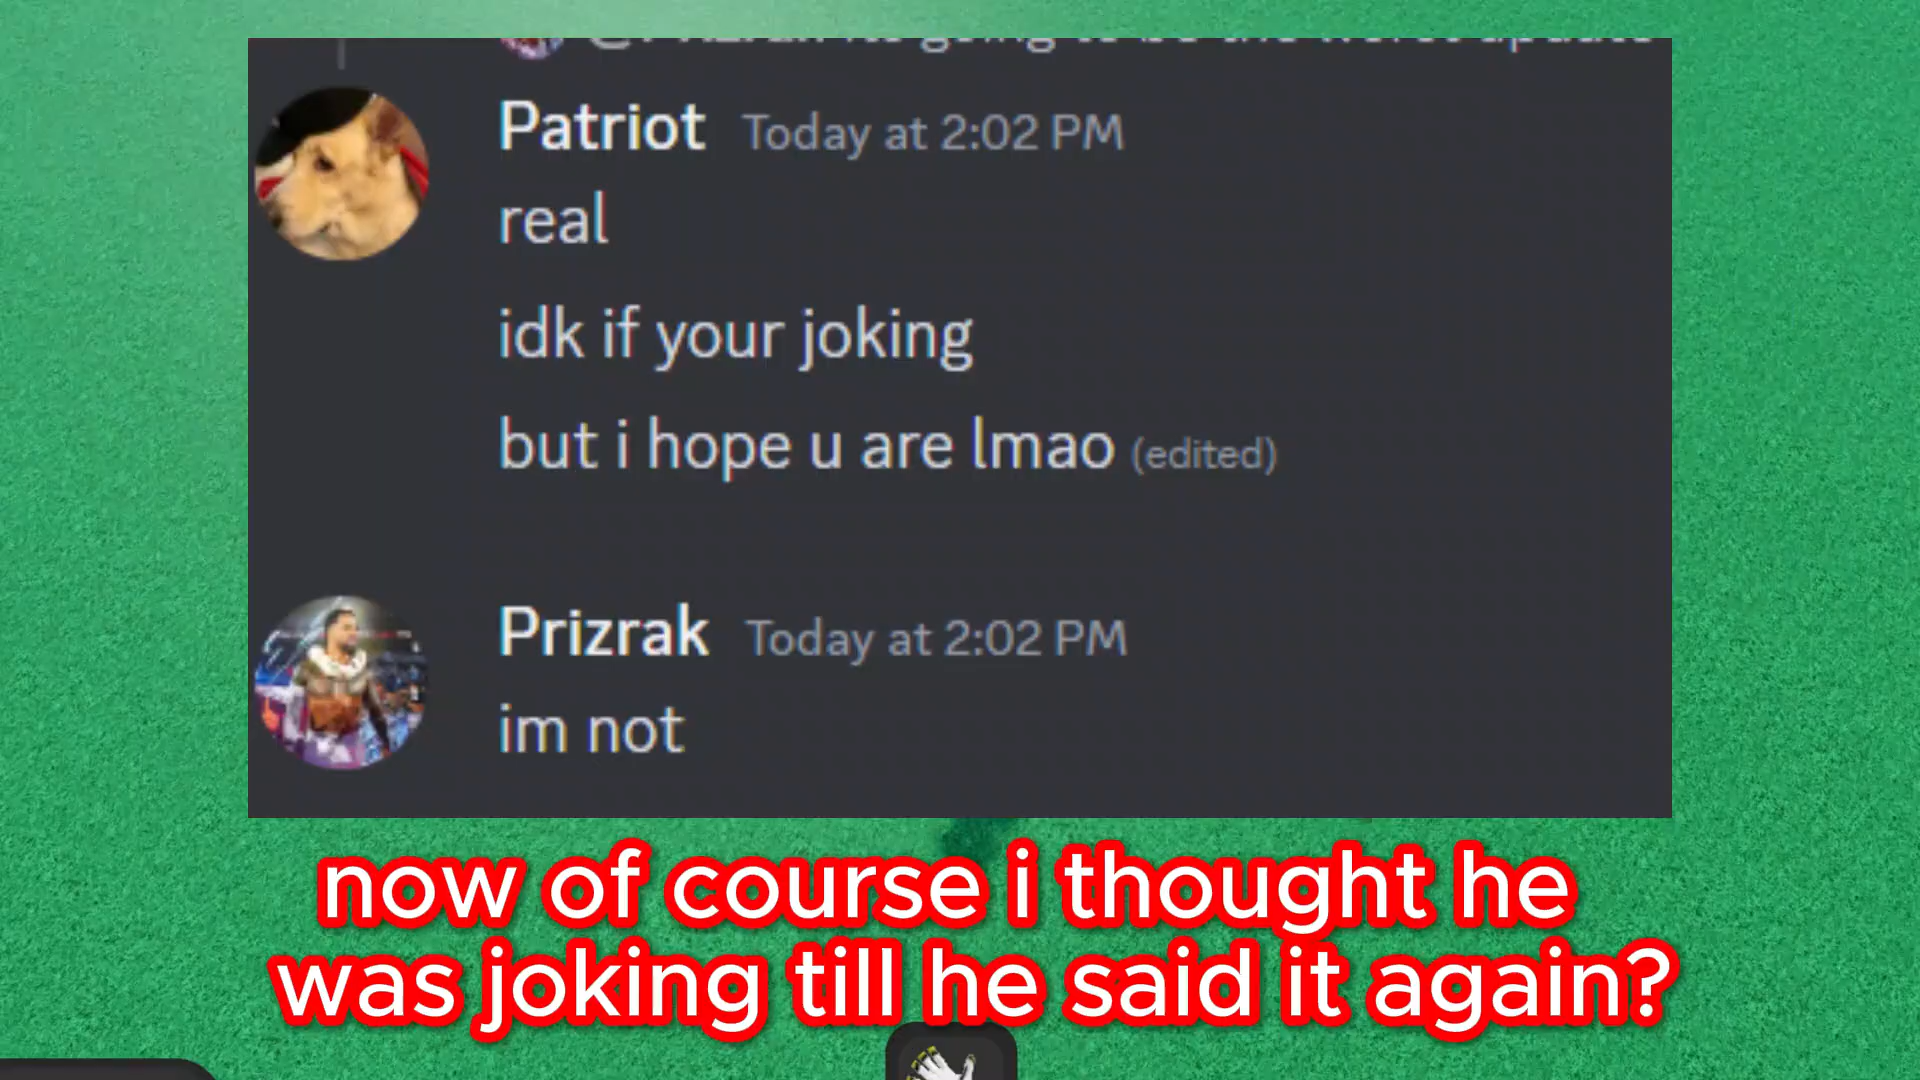 Patriot Today at 2:02 PM
real
idk if your joking
but i hope u are lmao (edited)
Prizrak Today at 2:02 PM
im not
now of course i thought he
was joking till he said it again?